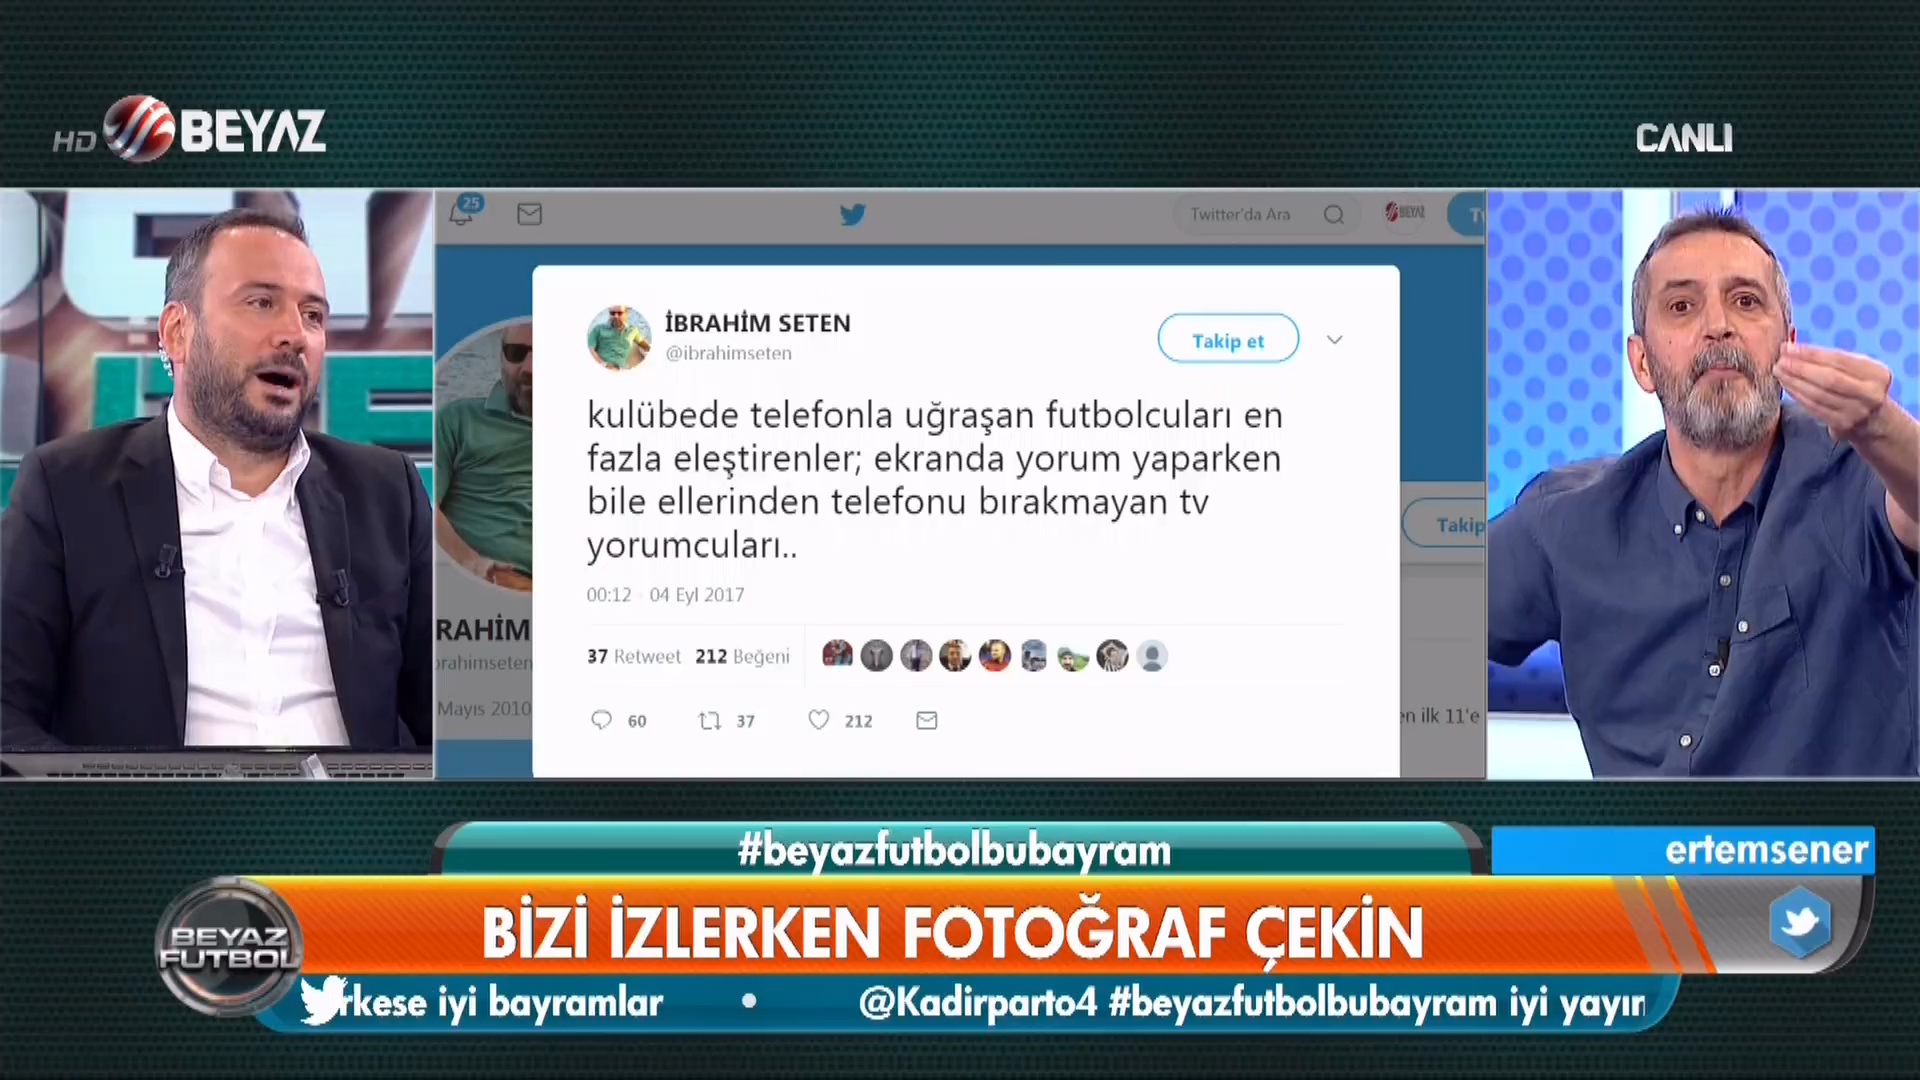 HD BEYAZ
CANLI
25
Twitter'da Ara
BEYAZ
İBRAHİM SETEN
@ibrahimseten
Takip et
kulübede telefonla uğraşan futbolcuları en
fazla eleştirenler; ekranda yorum yaparken
bile ellerinden telefonu bırakmayan tv
yorumcuları..
00:12 - 04 Eyl 2017
37 Retweet 212 Beğeni
60 37 212
Takip
RAHİM
brahimseten
Mayıs 2010
en ilk 11'e
#beyazfutbolbubayram
ertemsener
BEYAZ
FUTBOL
BİZİ İZLERKEN FOTOĞRAF ÇEKİN
rkese iyi bayramlar • @Kadirparto4 #beyazfutbolbubayram iyi yayın